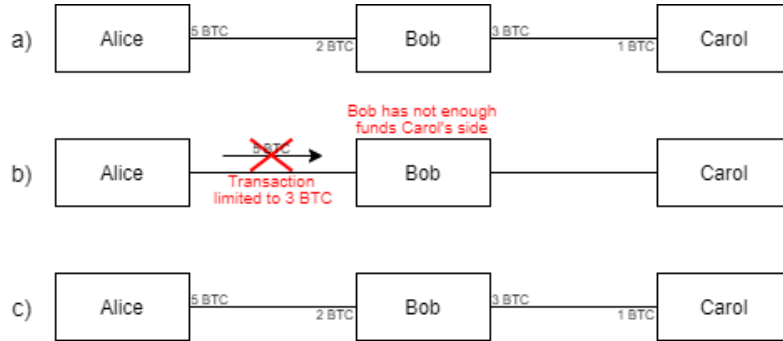 a)
Alice
5 BTC
2 BTC
Bob
3 BTC
1 BTC
Carol
Bob has not enough
funds Carol's side
b)
Alice
5 BTC
Transaction
limited to 3 BTC
Bob
Carol
c)
Alice
5 BTC
2 BTC
Bob
3 BTC
1 BTC
Carol